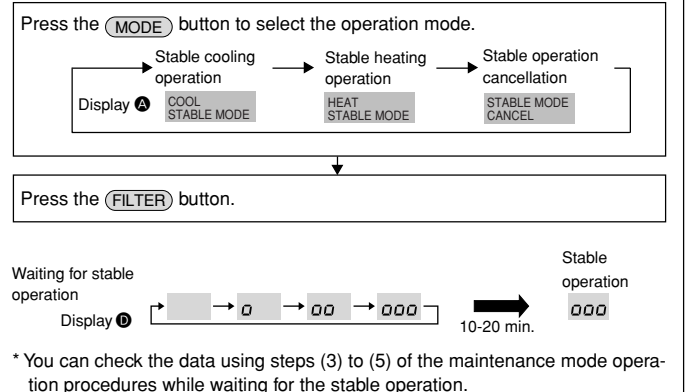 Press the MODE button to select the operation mode.
Stable cooling operation
Stable heating operation
Stable operation cancellation
Display A
COOL
STABLE MODE
HEAT
STABLE MODE
STABLE MODE
CANCEL
Press the FILTER button.
Waiting for stable
operation
Display D
0
00
000
10-20 min.
Stable
operation
000
* You can check the data using steps (3) to (5) of the maintenance mode opera-
tion procedures while waiting for the stable operation.